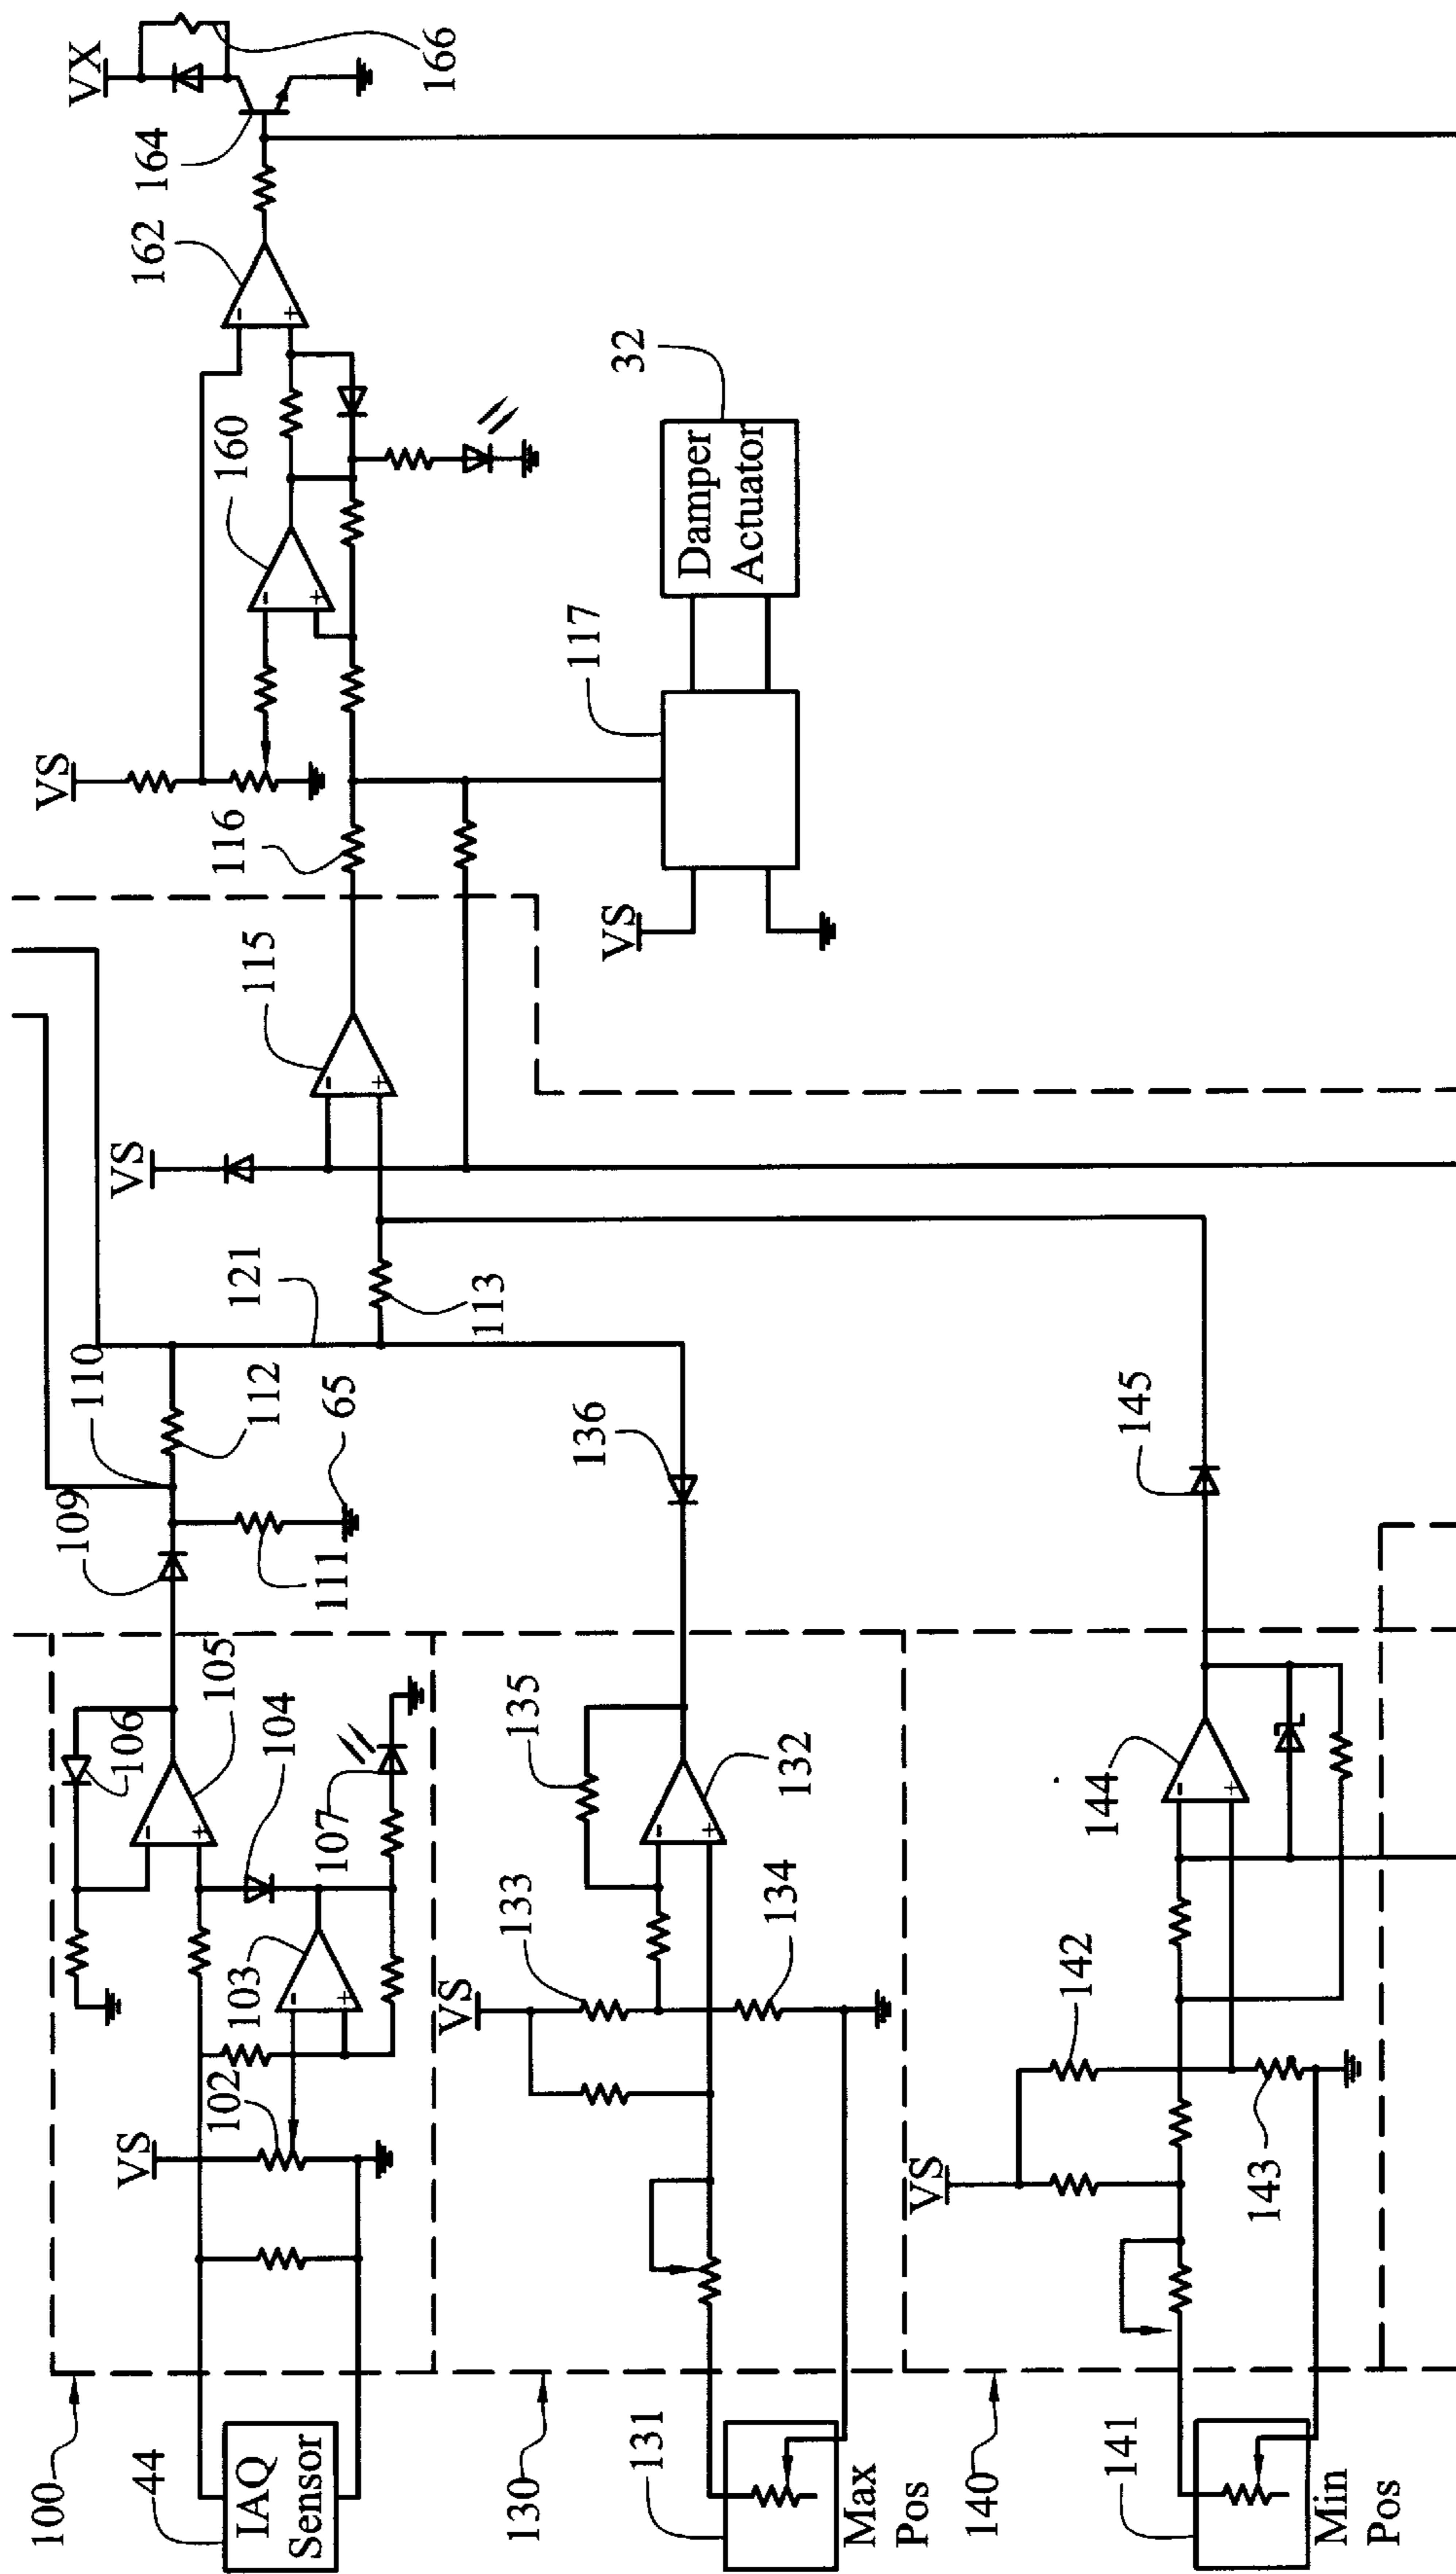 VX
166
164
162
160
VS
116
32
Damper
Actuator
117
VS
115
VS
121
113
110
112
65
109
111
136
145
100
44
IAQ
Sensor
VS
102
103
104
105
106
107
130
131
Max
Pos
VS
133
134
135
132
140
141
Min
Pos
VS
142
143
144